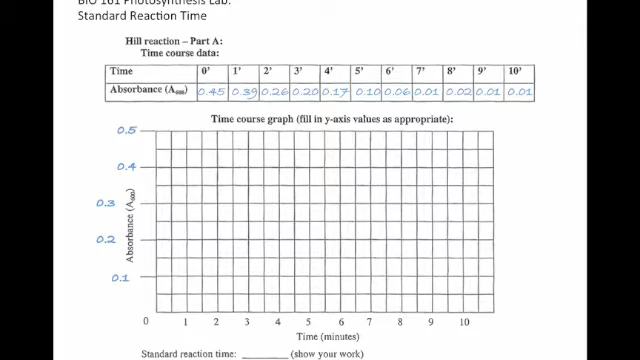 BIO 161 Photosynthesis Lab:
Standard Reaction Time
Hill reaction – Part A:
Time course data:
Time 0' 1' 2' 3' 4' 5' 6' 7' 8' 9' 10'
Absorbance (A600) 0.45 0.39 0.26 0.20 0.17 0.10 0.06 0.01 0.02 0.01 0.01
Time course graph (fill in y-axis values as appropriate):
0.5
0.4
0.3
0.2
0.1
Absorbance (A600)
0 1 2 3 4 5 6 7 8 9 10
Time (minutes)
Standard reaction time: ________ (show your work)